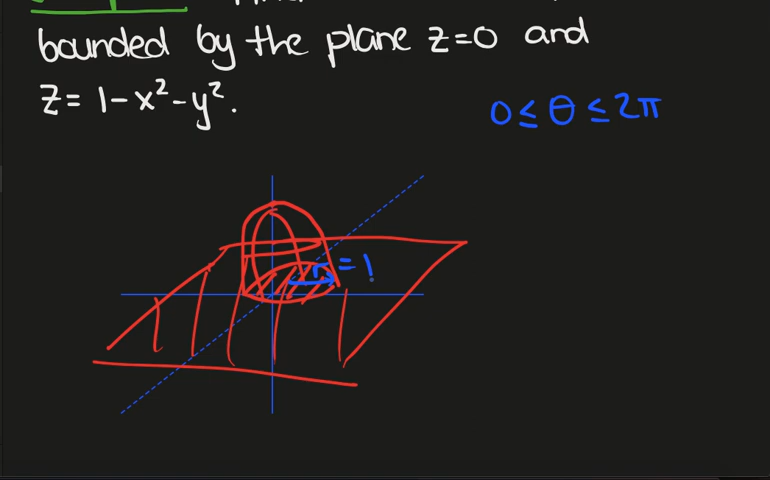 bounded by the plane z=0 and
z= 1-x²-y².
0 ≤ θ ≤ 2π
r=1